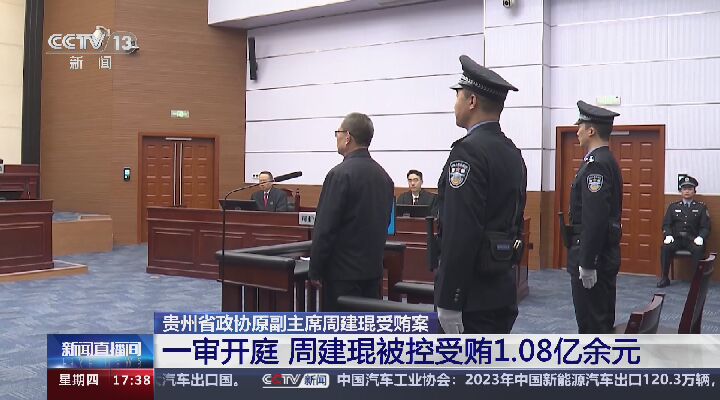 CCTV 13
新闻
贵州省政协原副主席周建琨受贿案
新闻直播间
一审开庭 周建琨被控受贿1.08亿余元
星期四 17:38
汽车出口国。 CCTV 新闻 中国汽车工业协会：2023年中国新能源汽车出口120.3万辆，